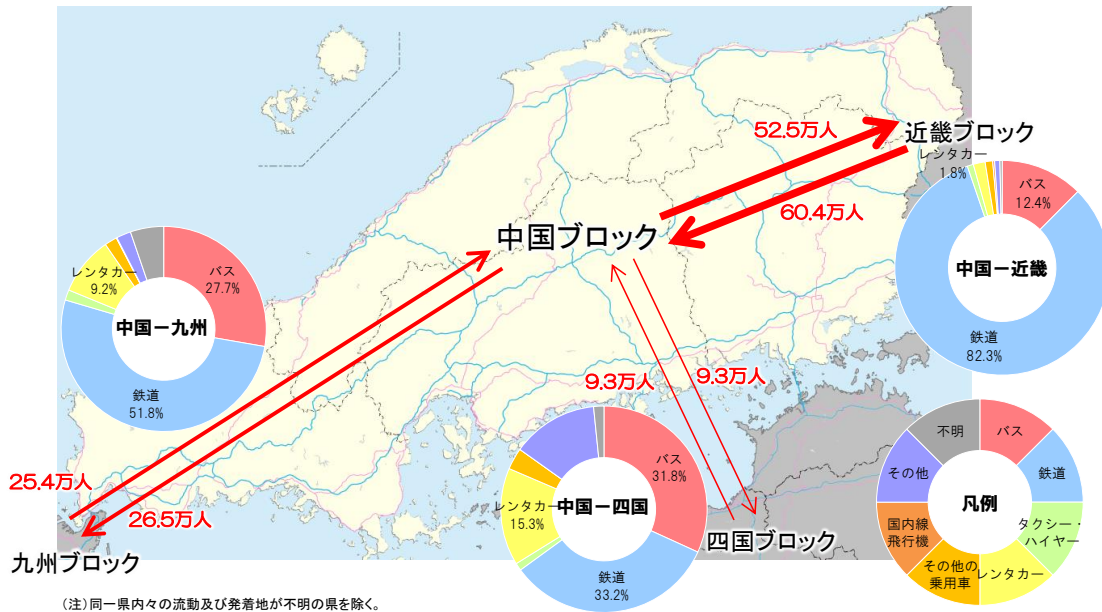 52.5万人
近畿ブロック
60.4万人
レンタカー
1.8%
バス
12.4%
中国ー近畿
鉄道
82.3%
中国ブロック
レンタカー
9.2%
バス
27.7%
中国ー九州
鉄道
51.8%
9.3万人
9.3万人
バス
31.8%
レンタカー
15.3%
中国ー四国
鉄道
33.2%
不明
バス
その他
鉄道
凡例
国内線
飛行機
タクシー・
ハイヤー
その他の
乗用車
レンタカー
25.4万人
26.5万人
九州ブロック
四国ブロック
(注)同一県内々の流動及び発着地が不明の県を除く。